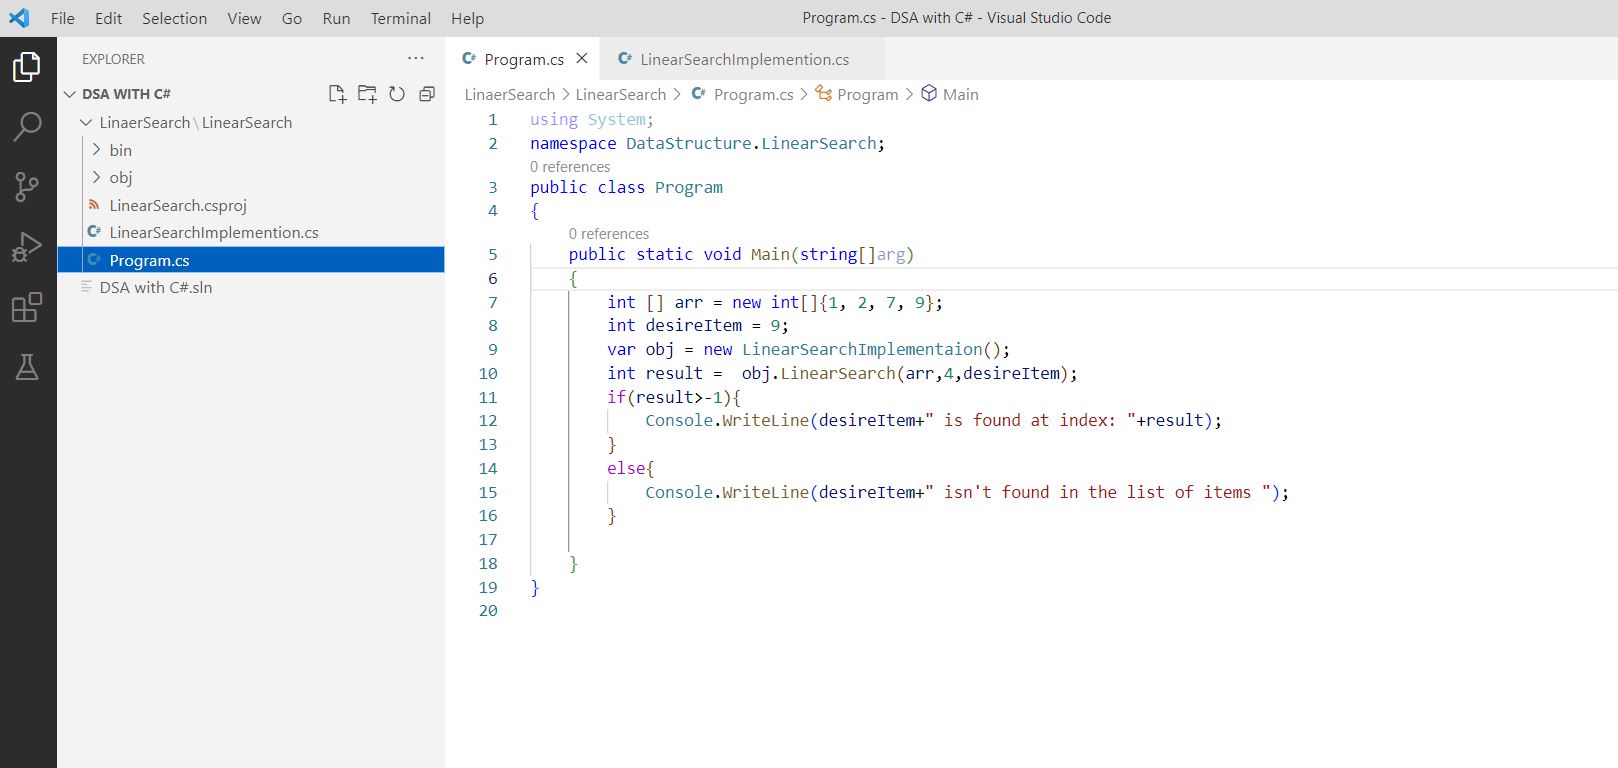 File Edit Selection View Go Run Terminal Help
Program.cs - DSA with C# - Visual Studio Code
EXPLORER
DSA WITH C#
LinaerSearch\LinearSearch
bin
obj
LinearSearch.csproj
LinearSearchImplemention.cs
Program.cs
DSA with C#.sln
Program.cs LinearSearchImplemention.cs
LinaerSearch > LinearSearch > Program.cs > Program > Main
1 using System;
2 namespace DataStructure.LinearSearch;
0 references
3 public class Program
4 {
0 references
5 public static void Main(string[]arg)
6 {
7 int [] arr = new int[]{1, 2, 7, 9};
8 int desireItem = 9;
9 var obj = new LinearSearchImplementaion();
10 int result =  obj.LinearSearch(arr,4,desireItem);
11 if(result>-1){
12 Console.WriteLine(desireItem+" is found at index: "+result);
13 }
14 else{
15 Console.WriteLine(desireItem+" isn't found in the list of items ");
16 }
17
18 }
19 }
20